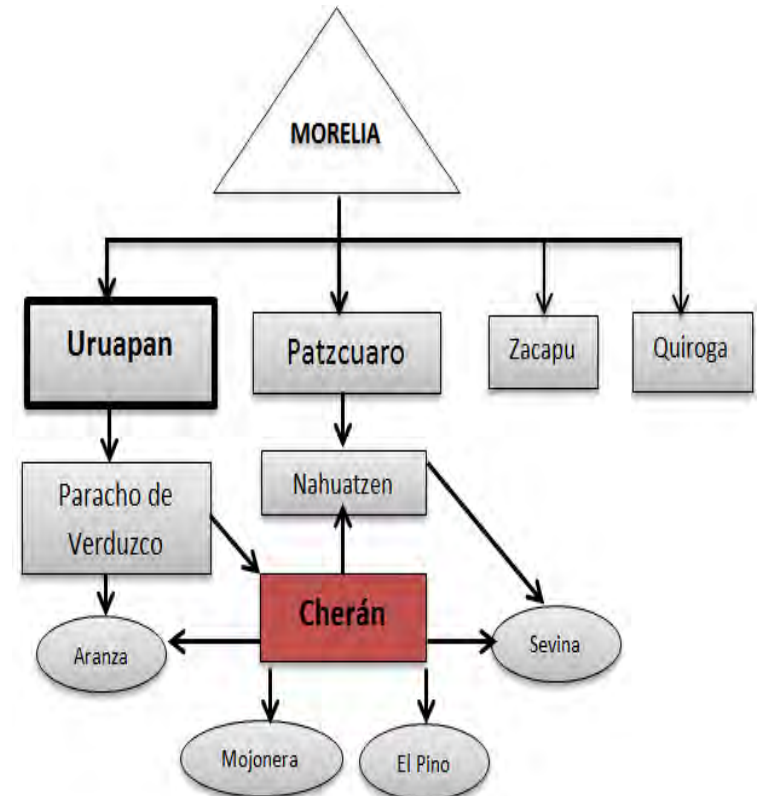 MORELIA
Uruapan
Patzcuaro
Zacapu
Quiroga
Paracho de
Verduzco
Nahuatzen
Cherán
Aranza
Sevina
Mojonera
El Pino